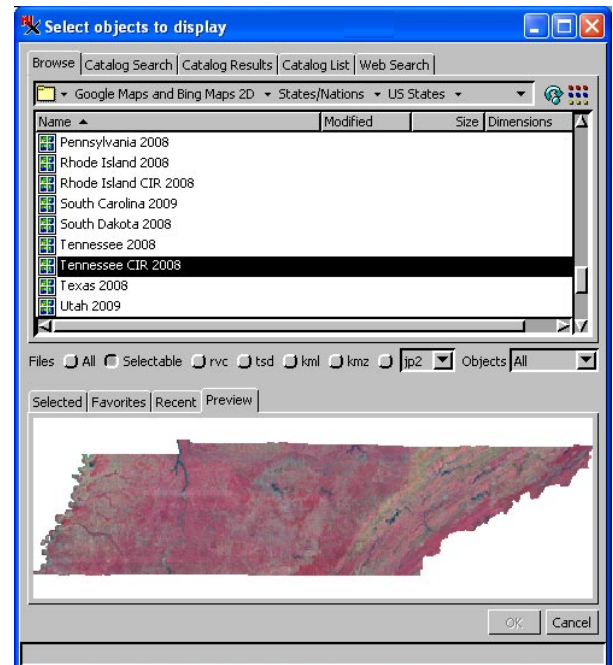 Select objects to display
Browse Catalog Search Catalog Results Catalog List Web Search
Google Maps and Bing Maps 2D States/Nations US States
Name Modified Size Dimensions
Pennsylvania 2008
Rhode Island 2008
Rhode Island CIR 2008
South Carolina 2009
South Dakota 2008
Tennessee 2008
Tennessee CIR 2008
Texas 2008
Utah 2009
Files All Selectable rvc tsd kml kmz jp2 Objects All
Selected Favorites Recent Preview
OK Cancel